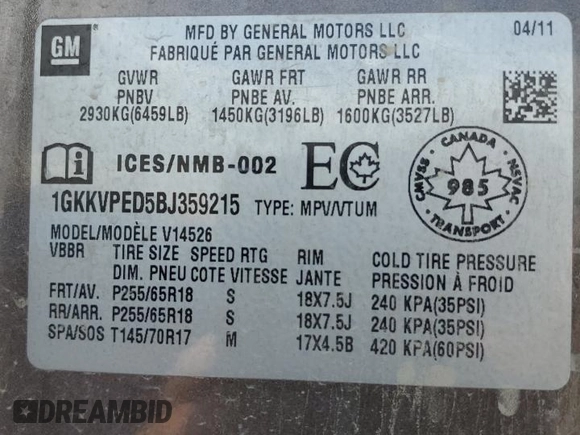 GM
MFD BY GENERAL MOTORS LLC 04/11
FABRIQUÉ PAR GENERAL MOTORS LLC
GVWR GAWR FRT GAWR RR
PNBV PNBE AV. PNBE ARR.
2930KG(6459LB) 1450KG(3196LB) 1600KG(3527LB)
i ICES/NMB-002 EC
CANADA
CMVSS 985 NSVAC
TRANSPORT
1GKKVPED5BJ359215 TYPE: MPV/VTUM
MODEL/MODÈLE V14526
VBBR TIRE SIZE SPEED RTG RIM COLD TIRE PRESSURE
DIM. PNEU COTE VITESSE JANTE PRESSION À FROID
FRT/AV. P255/65R18 S 18X7.5J 240 KPA(35PSI)
RR/ARR. P255/65R18 S 18X7.5J 240 KPA(35PSI)
SPA/SOS T145/70R17 M 17X4.5B 420 KPA(60PSI)
DREAMBID